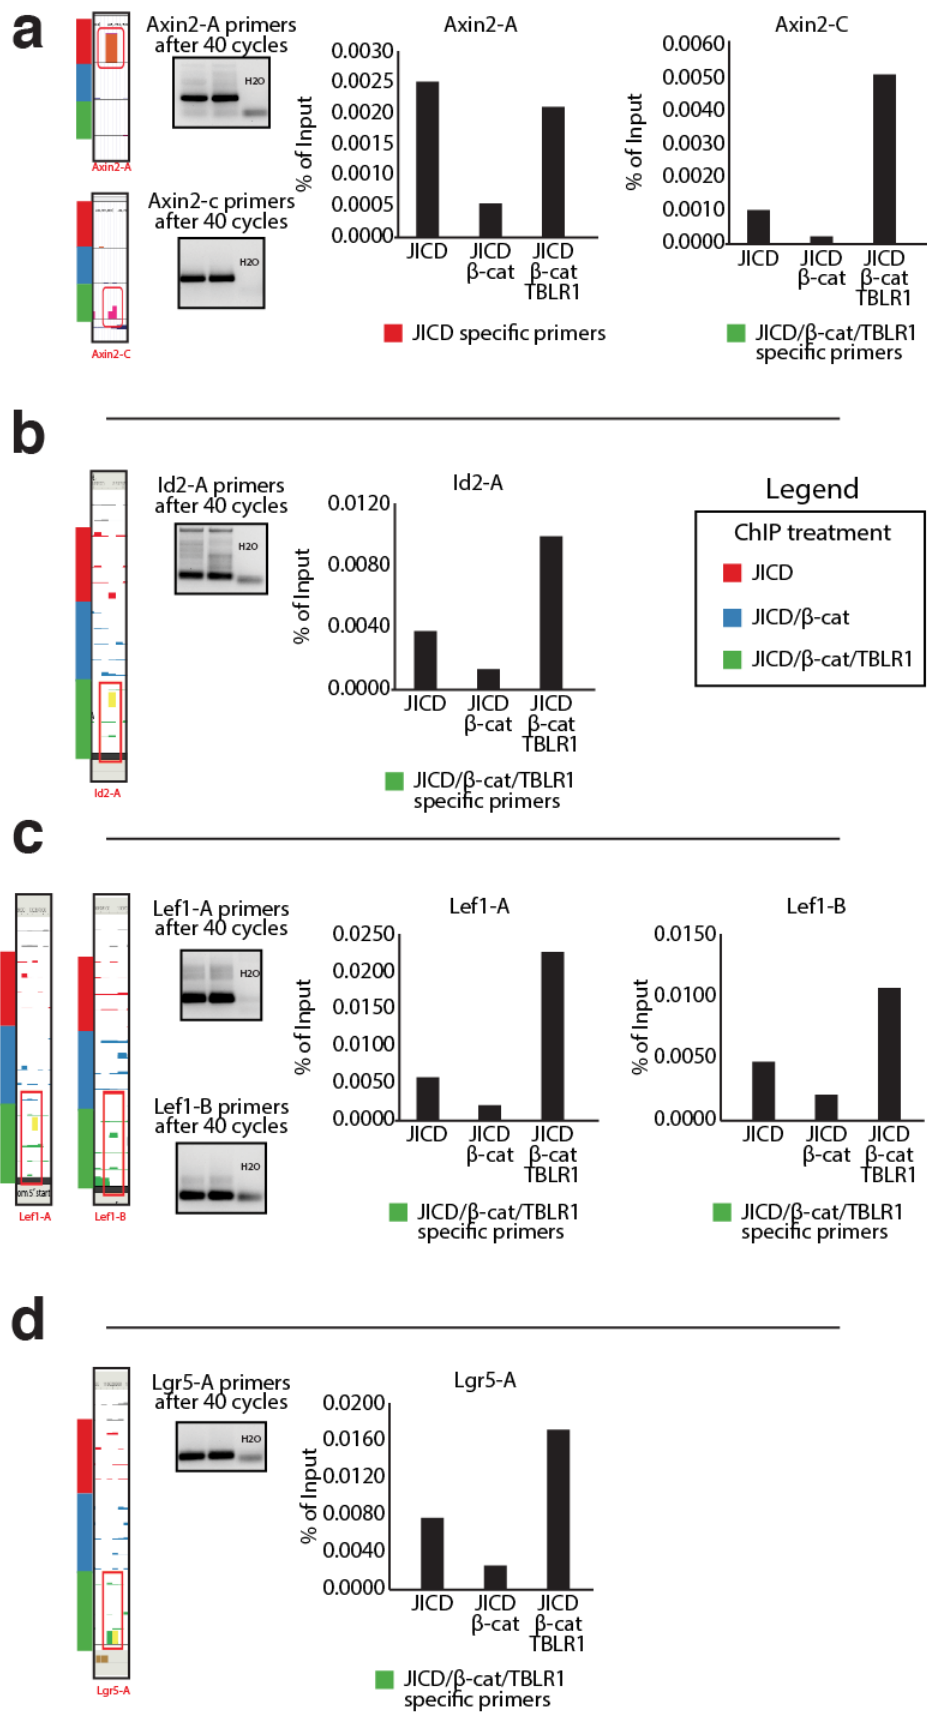 a
Axin2-A primers
after 40 cycles
H2O
Axin2-A
Axin2-A
% of Input
0.0030
0.0025
0.0020
0.0015
0.0010
0.0005
0.0000
JICD
JICD
β-cat
JICD
β-cat
TBLR1
JICD specific primers
Axin2-C
% of Input
0.0060
0.0050
0.0040
0.0030
0.0020
0.0010
0.0000
JICD
JICD
β-cat
JICD
β-cat
TBLR1
JICD/β-cat/TBLR1
specific primers
Axin2-c primers
after 40 cycles
H2O
Axin2-C
b
Id2-A primers
after 40 cycles
H2O
Id2-A
Id2-A
% of Input
0.0120
0.0080
0.0040
0.0000
JICD
JICD
β-cat
JICD
β-cat
TBLR1
JICD/β-cat/TBLR1
specific primers
Legend
ChIP treatment
JICD
JICD/β-cat
JICD/β-cat/TBLR1
c
om5' start
Lef1-A
Lef1-B
Lef1-A primers
after 40 cycles
H2O
Lef1-B primers
after 40 cycles
H2O
Lef1-A
% of Input
0.0250
0.0200
0.0150
0.0100
0.0050
0.0000
JICD
JICD
β-cat
JICD
β-cat
TBLR1
JICD/β-cat/TBLR1
specific primers
Lef1-B
% of Input
0.0150
0.0100
0.0050
0.0000
JICD
JICD
β-cat
JICD
β-cat
TBLR1
JICD/β-cat/TBLR1
specific primers
d
Lgr5-A primers
after 40 cycles
H2O
Lgr5-A
Lgr5-A
% of Input
0.0200
0.0160
0.0120
0.0080
0.0040
0.0000
JICD
JICD
β-cat
JICD
β-cat
TBLR1
JICD/β-cat/TBLR1
specific primers